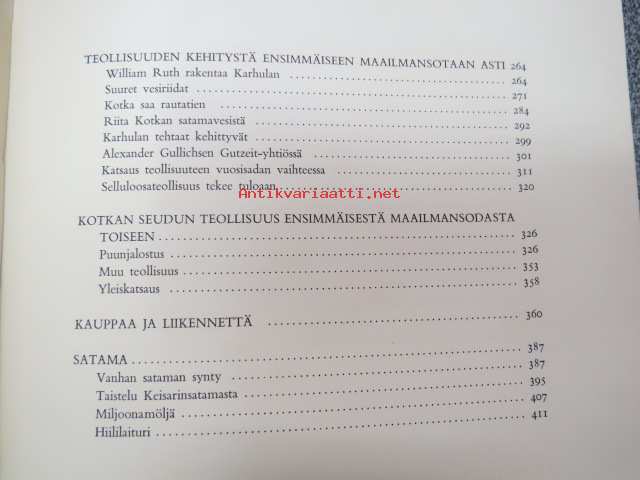 TEOLLISUUDEN KEHITYSTÄ ENSIMMÄISEEN MAAILMANSOTAAN ASTI 264
William Ruth rakentaa Karhulan 264
Suuret vesiriidat 271
Kotka saa rautatien 284
Riita Kotkan satamavesistä 292
Karhulan tehtaat kehittyvät 299
Alexander Gullichsen Gutzeit-yhtiössä 301
Katsaus teollisuuteen vuosisadan vaihteessa 311
Selluloosateollisuus tekee tuloaan 320
Antikvariaatti.net
KOTKAN SEUDUN TEOLLISUUS ENSIMMÄISESTÄ MAAILMANSODASTA
TOISEEN 326
Puunjalostus 326
Muu teollisuus 353
Yleiskatsaus 358
KAUPPAA JA LIIKENNETTÄ 360
SATAMA 387
Vanhan sataman synty 387
Taistelu Keisarinsatamasta 395
Miljoonamöljä 407
Hiililaituri 411